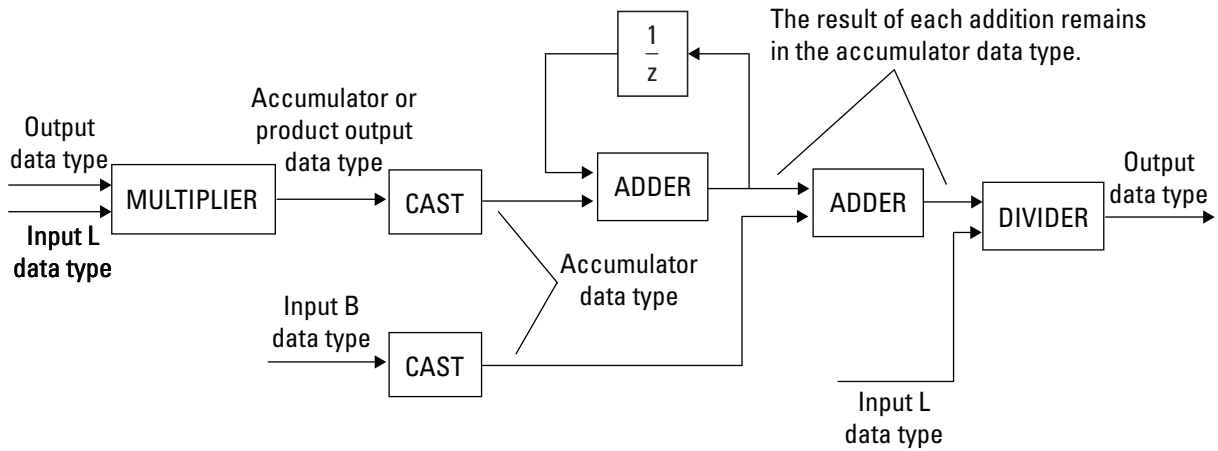 The result of each addition remains
in the accumulator data type.
1
z
Accumulator or
product output
data type
Output
data type
MULTIPLIER
CAST
ADDER
ADDER
DIVIDER
Output
data type
Input L
data type
Accumulator
data type
Input B
data type
CAST
Input L
data type